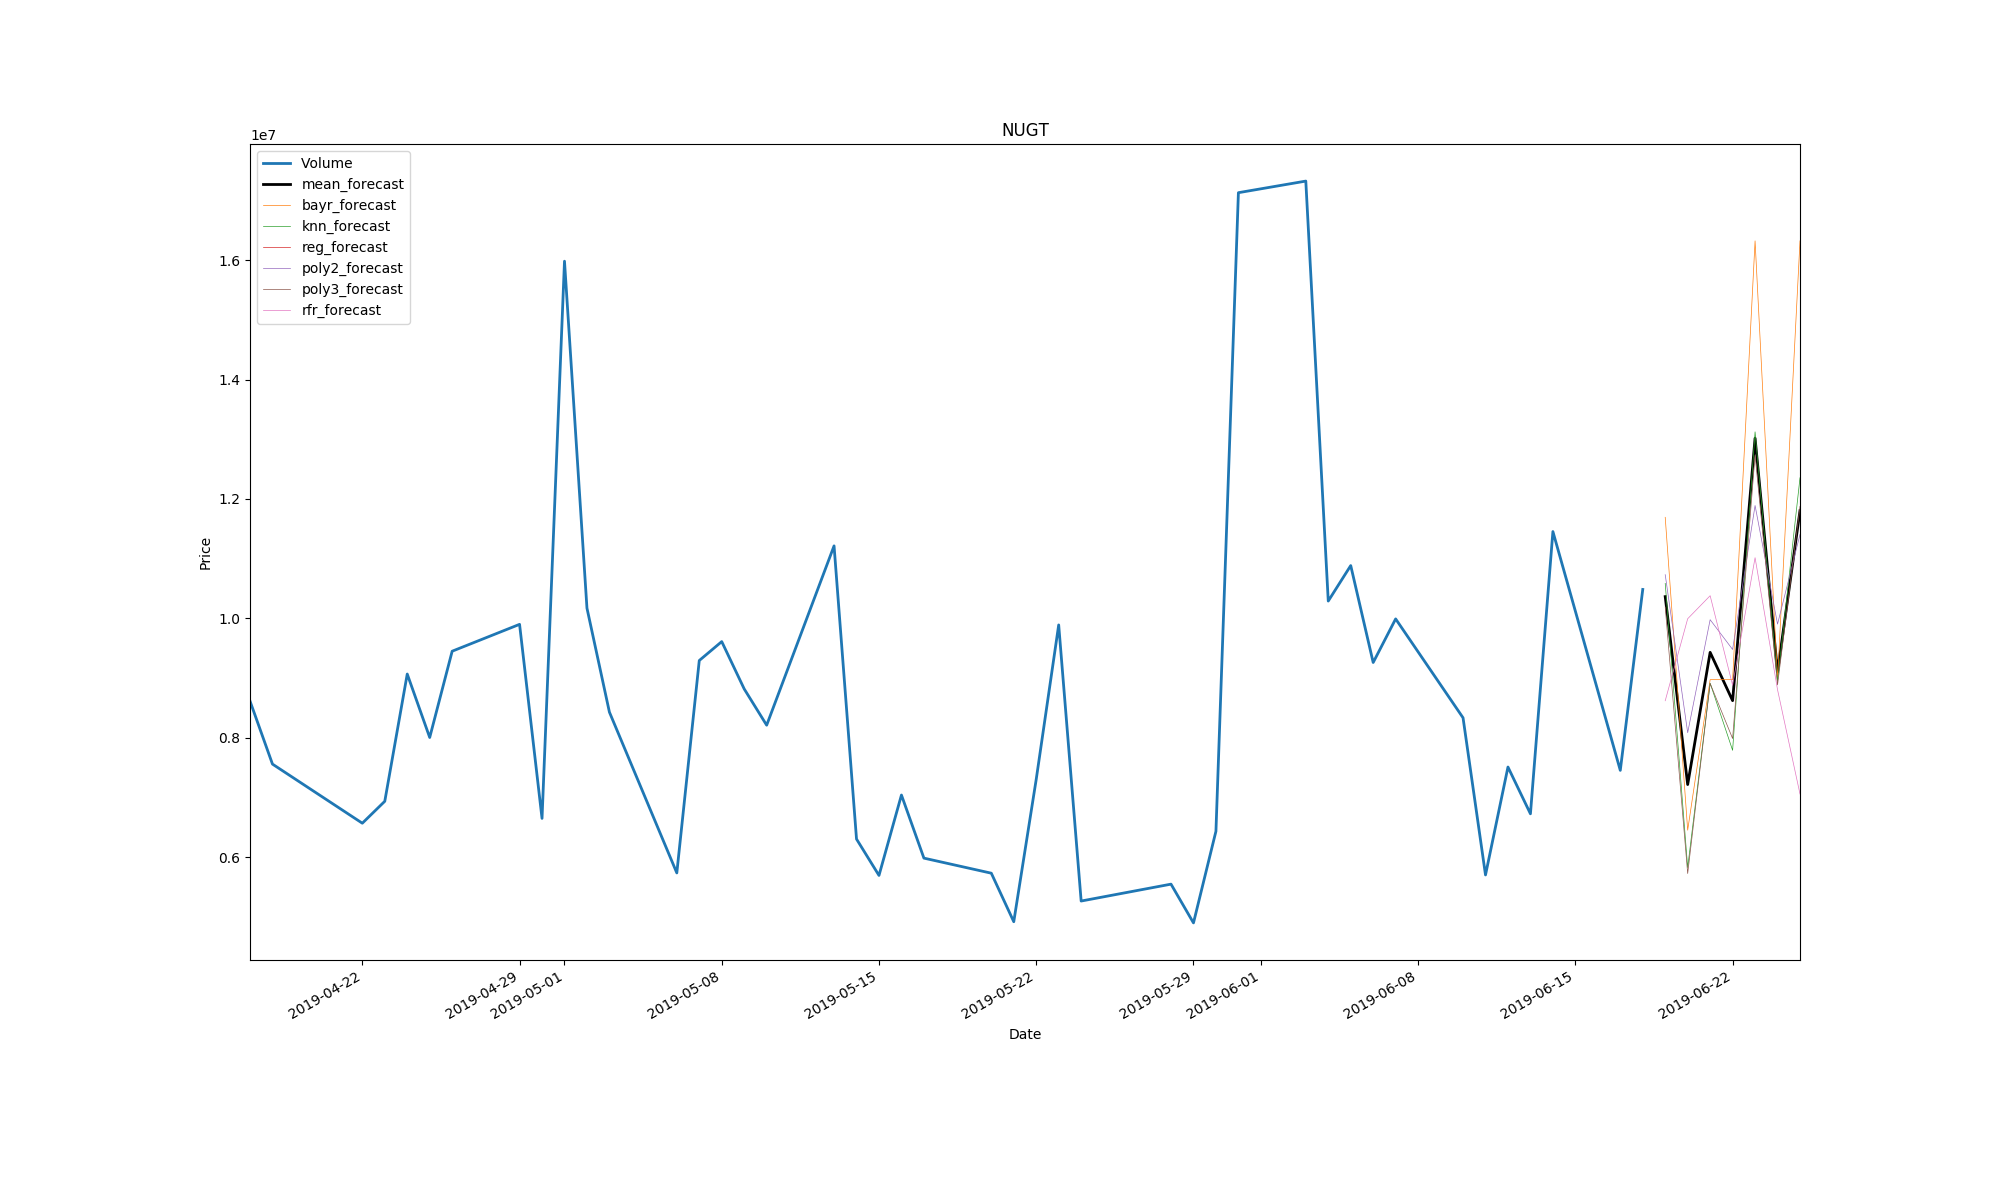 NUGT
1e7
Volume
mean_forecast
bayr_forecast
knn_forecast
reg_forecast
poly2_forecast
poly3_forecast
rfr_forecast
1.6
1.4
1.2
1.0
0.8
0.6
Price
2019-04-22
2019-04-29
2019-05-01
2019-05-08
2019-05-15
2019-05-22
2019-05-29
2019-06-01
2019-06-08
2019-06-15
2019-06-22
Date